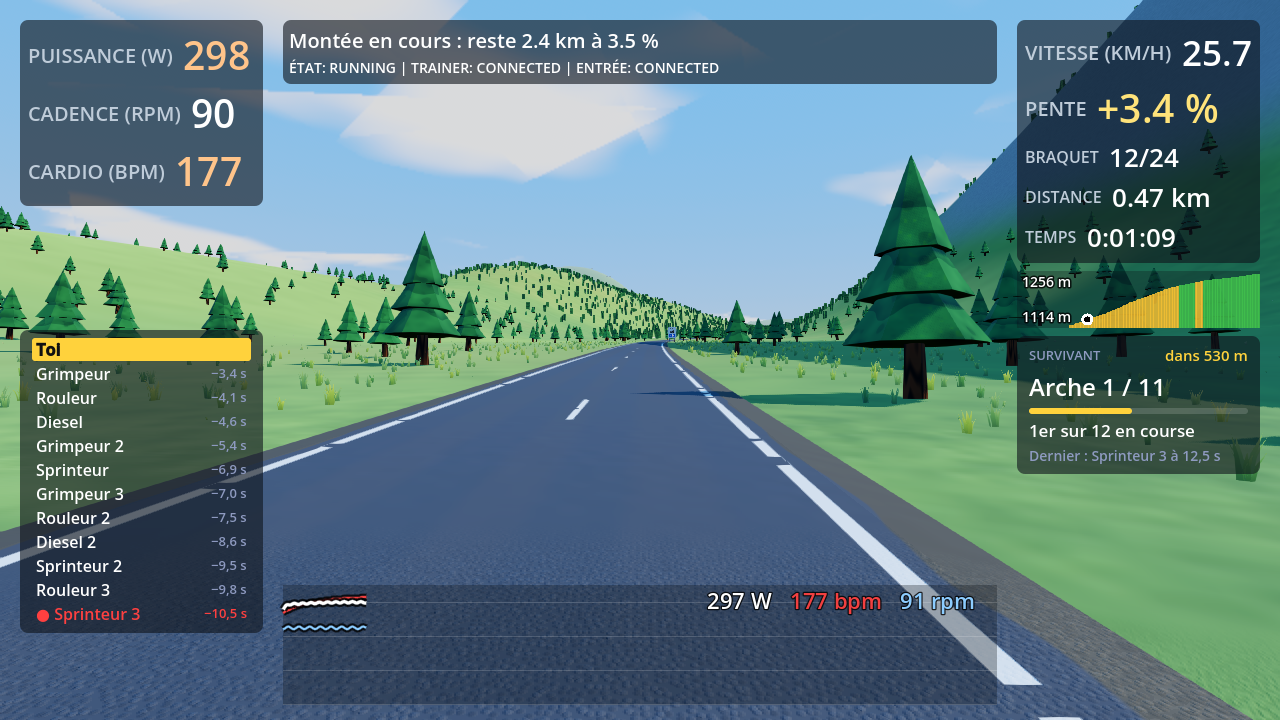 PUISSANCE (W) 298
CADENCE (RPM) 90
CARDIO (BPM) 177
Montée en cours : reste 2.4 km à 3.5 %
ÉTAT: RUNNING | TRAINER: CONNECTED | ENTRÉE: CONNECTED
VITESSE (KM/H) 25.7
PENTE +3.4 %
BRAQUET 12/24
DISTANCE 0.47 km
TEMPS 0:01:09
1256 m
1114 m
SURVIVANT dans 530 m
Arche 1 / 11
1er sur 12 en course
Dernier : Sprinteur 3 à 12,5 s
Toi
Grimpeur −3,4 s
Rouleur −4,1 s
Diesel −4,6 s
Grimpeur 2 −5,4 s
Sprinteur −6,9 s
Grimpeur 3 −7,0 s
Rouleur 2 −7,5 s
Diesel 2 −8,6 s
Sprinteur 2 −9,5 s
Rouleur 3 −9,8 s
Sprinteur 3 −10,5 s
297 W 177 bpm 91 rpm